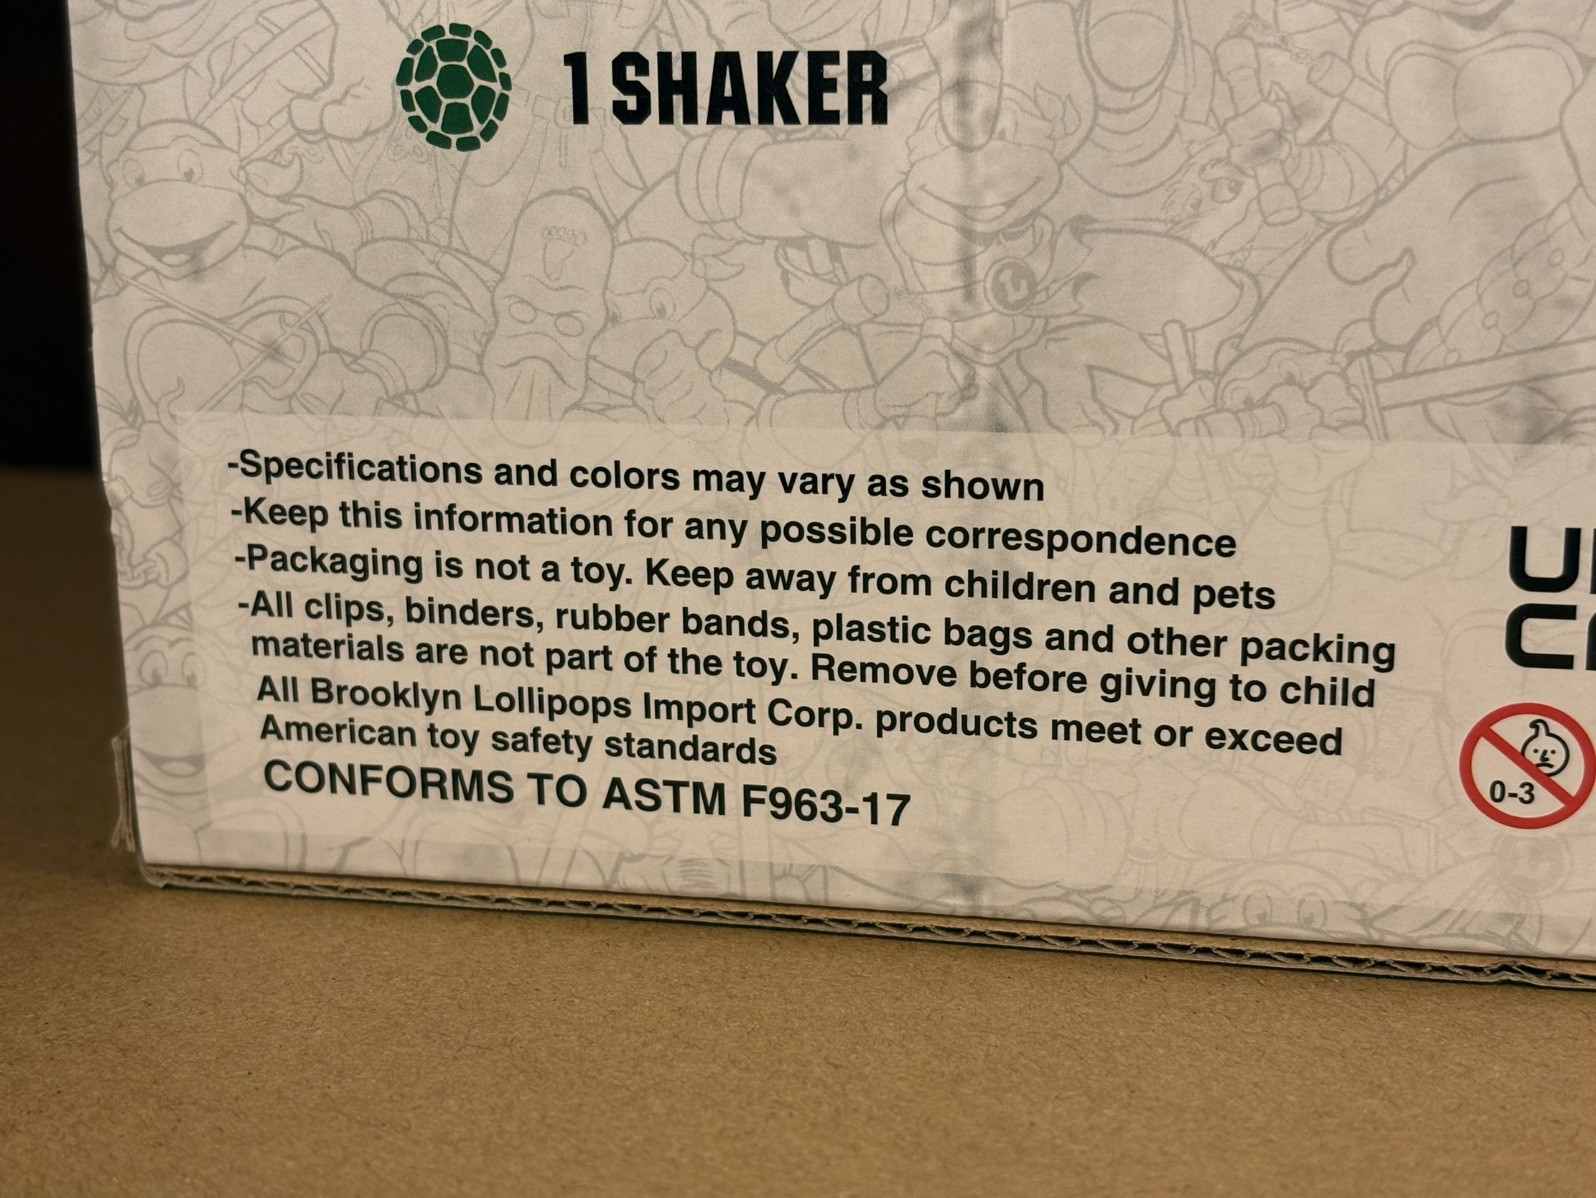 1 SHAKER
-Specifications and colors may vary as shown
-Keep this information for any possible correspondence
-Packaging is not a toy. Keep away from children and pets
-All clips, binders, rubber bands, plastic bags and other packing
materials are not part of the toy. Remove before giving to child
All Brooklyn Lollipops Import Corp. products meet or exceed
American toy safety standards
CONFORMS TO ASTM F963-17
0-3